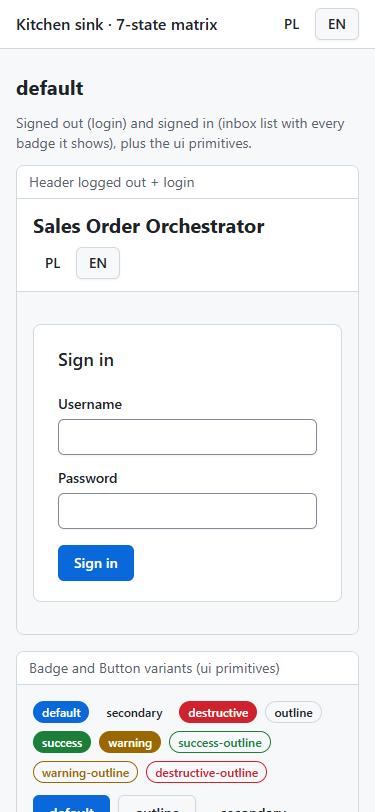 Kitchen sink · 7-state matrix PL EN
default
Signed out (login) and signed in (inbox list with every
badge it shows), plus the ui primitives.
Header logged out + login
Sales Order Orchestrator
PL EN
Sign in
Username
Password
Sign in
Badge and Button variants (ui primitives)
default secondary destructive outline
success warning success-outline
warning-outline destructive-outline
default outline secondary